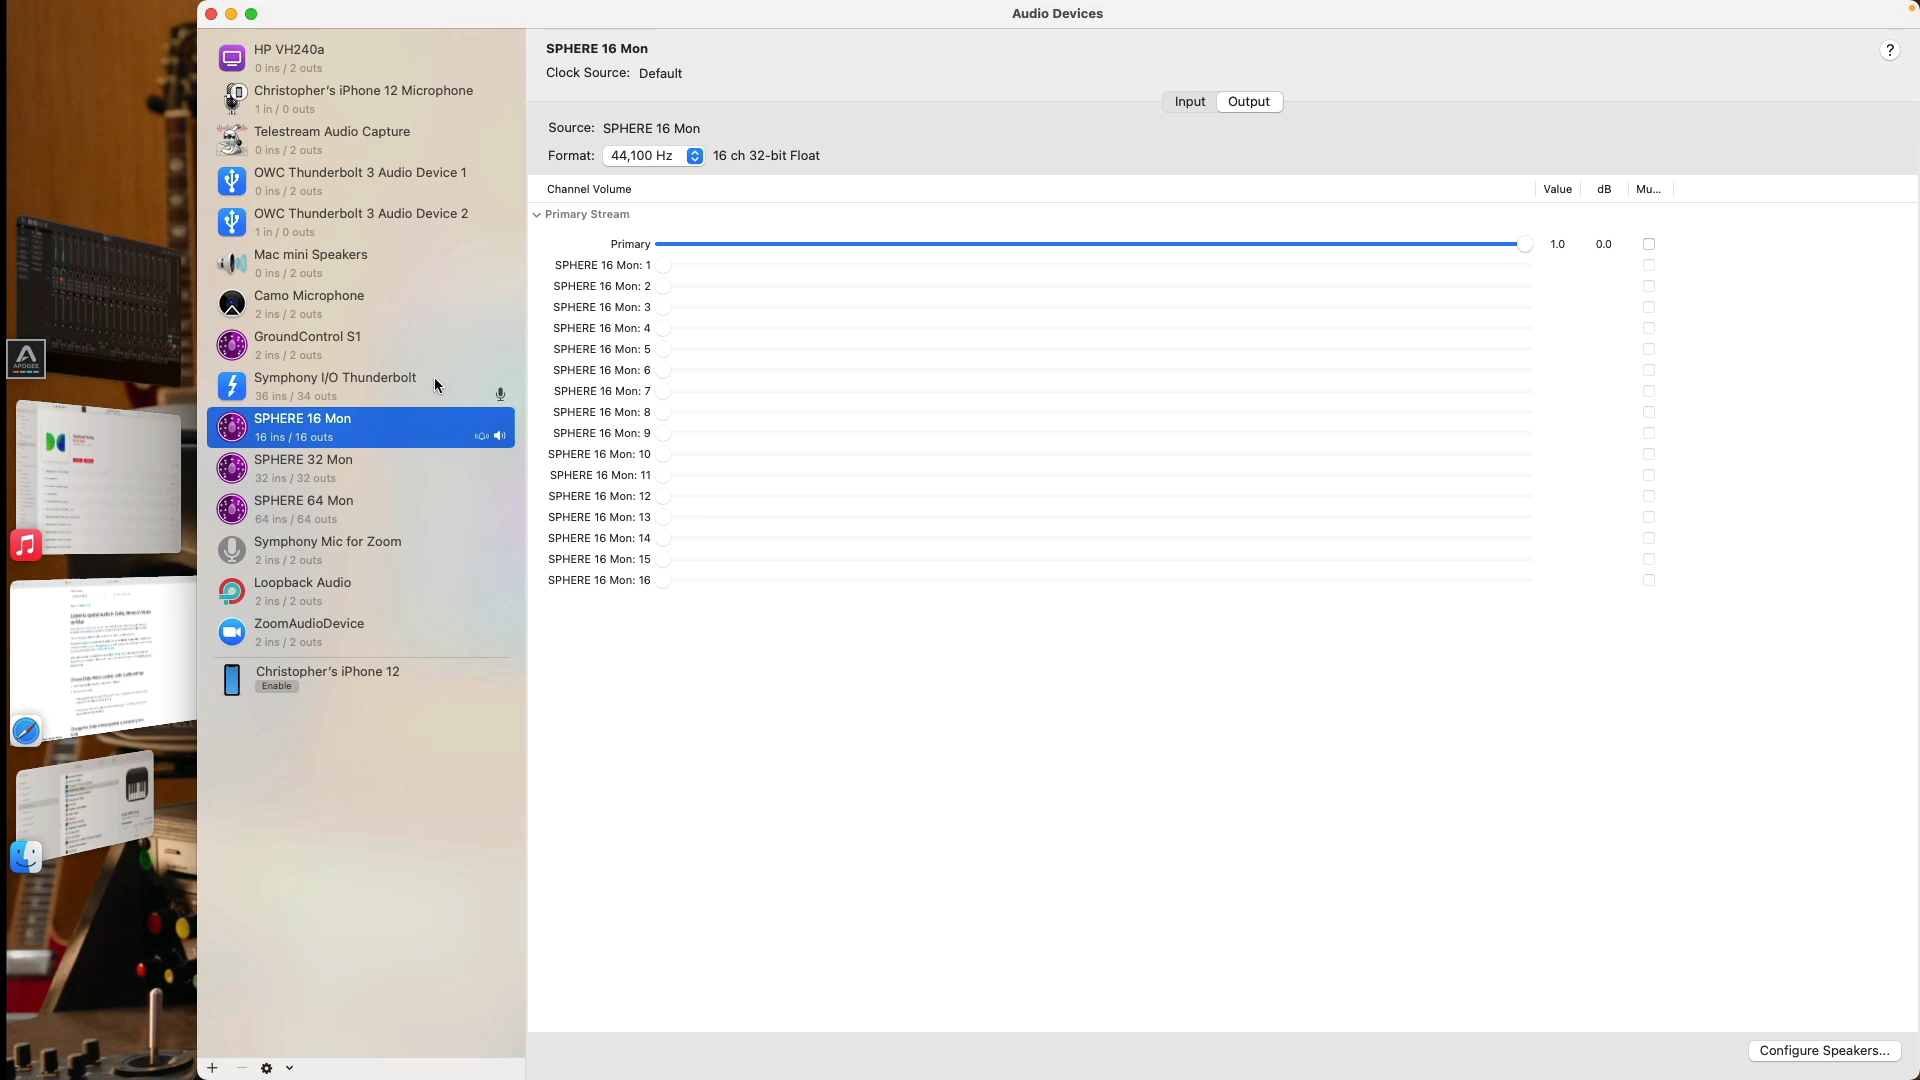 Audio Devices
HP VH240a
0 ins / 2 outs
Christopher's iPhone 12 Microphone
1 in / 0 outs
Telestream Audio Capture
0 ins / 2 outs
OWC Thunderbolt 3 Audio Device 1
0 ins / 2 outs
OWC Thunderbolt 3 Audio Device 2
1 in / 0 outs
Mac mini Speakers
0 ins / 2 outs
Camo Microphone
2 ins / 2 outs
GroundControl S1
2 ins / 2 outs
Symphony I/O Thunderbolt
36 ins / 34 outs
SPHERE 16 Mon
16 ins / 16 outs
SPHERE 32 Mon
32 ins / 32 outs
SPHERE 64 Mon
64 ins / 64 outs
Symphony Mic for Zoom
2 ins / 2 outs
Loopback Audio
2 ins / 2 outs
ZoomAudioDevice
2 ins / 2 outs
Christopher's iPhone 12
Enable
APOGEE
SPHERE 16 Mon
Clock Source: Default
?
Input Output
Source: SPHERE 16 Mon
Format: 44,100 Hz 16 ch 32-bit Float
Channel Volume Value dB Mu...
Primary Stream
Primary 1.0 0.0
SPHERE 16 Mon: 1
SPHERE 16 Mon: 2
SPHERE 16 Mon: 3
SPHERE 16 Mon: 4
SPHERE 16 Mon: 5
SPHERE 16 Mon: 6
SPHERE 16 Mon: 7
SPHERE 16 Mon: 8
SPHERE 16 Mon: 9
SPHERE 16 Mon: 10
SPHERE 16 Mon: 11
SPHERE 16 Mon: 12
SPHERE 16 Mon: 13
SPHERE 16 Mon: 14
SPHERE 16 Mon: 15
SPHERE 16 Mon: 16
Configure Speakers...